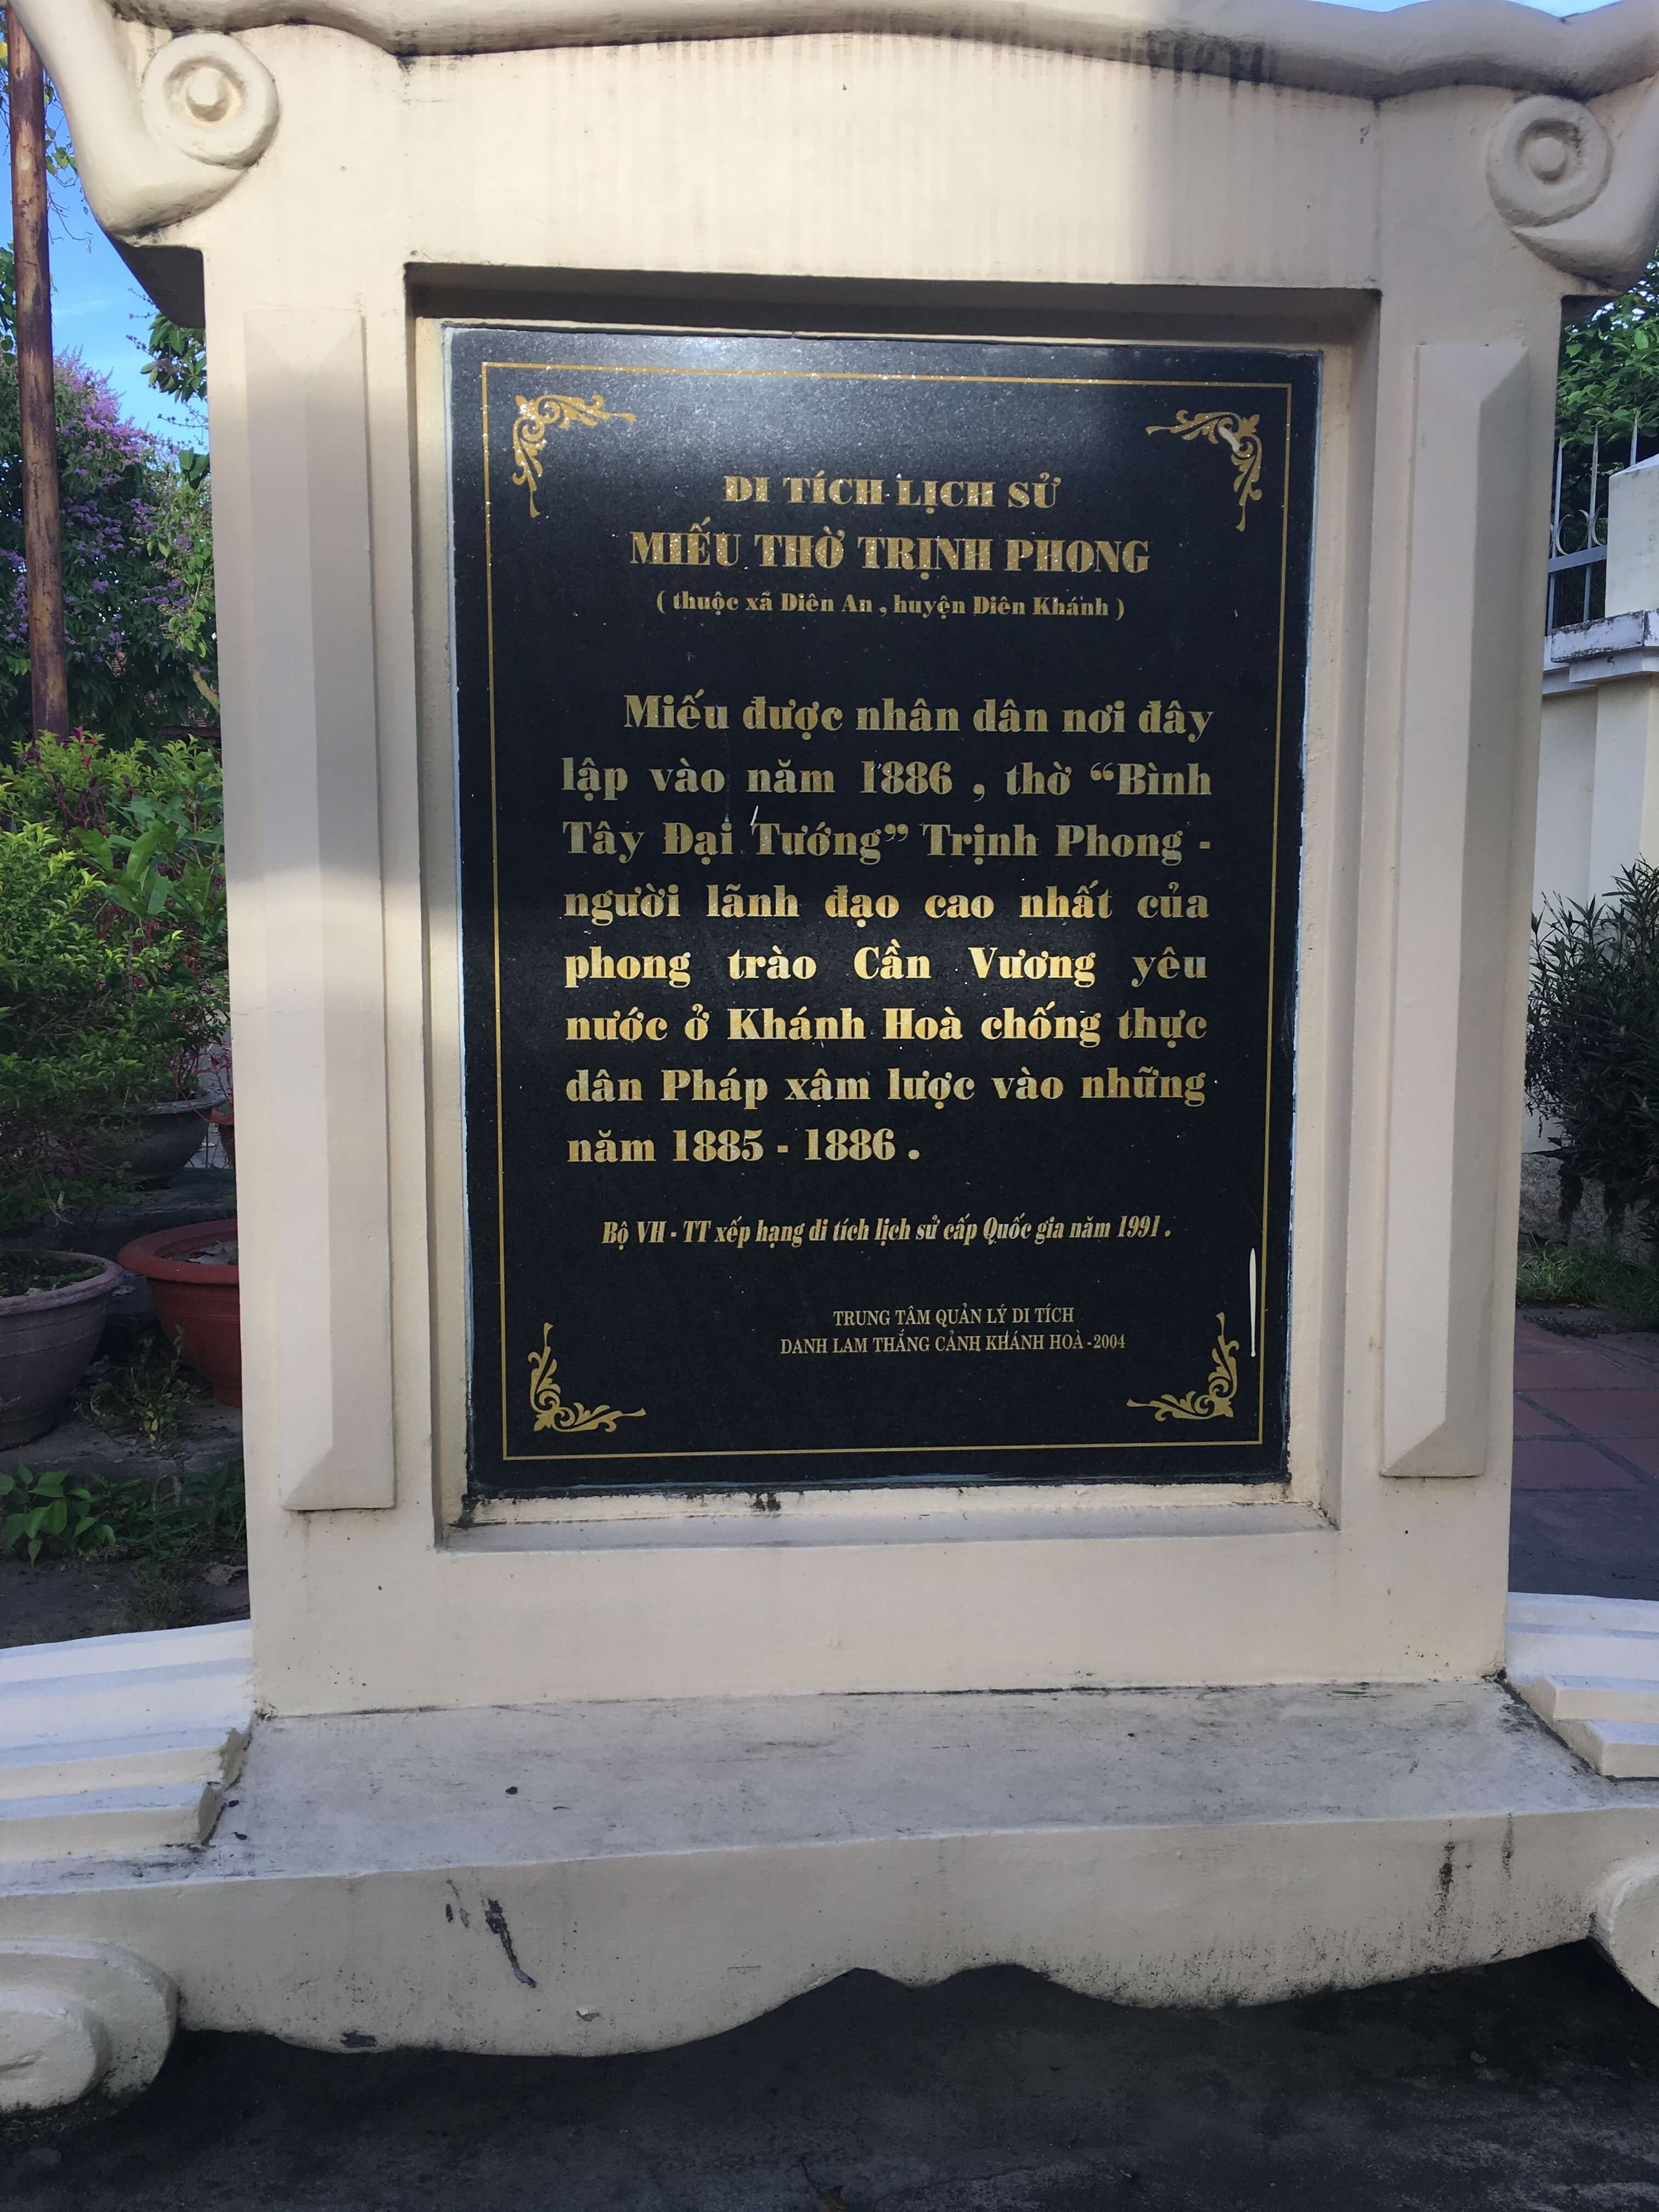 DI TÍCH LỊCH SỬ
MIẾU THỜ TRỊNH PHONG
( thuộc xã Diên An , huyện Diên Khánh )
Miếu được nhân dân nơi đây
lập vào năm 1886 , thờ “Bình
Tây Đại Tướng” Trịnh Phong -
người lãnh đạo cao nhất của
phong trào Cần Vương yêu
nước ở Khánh Hoà chống thực
dân Pháp xâm lược vào những
năm 1885 - 1886 .
Bộ VH - TT xếp hạng di tích lịch sử cấp Quốc gia năm 1991 .
TRUNG TÂM QUẢN LÝ DI TÍCH
DANH LAM THẮNG CẢNH KHÁNH HOÀ -2004